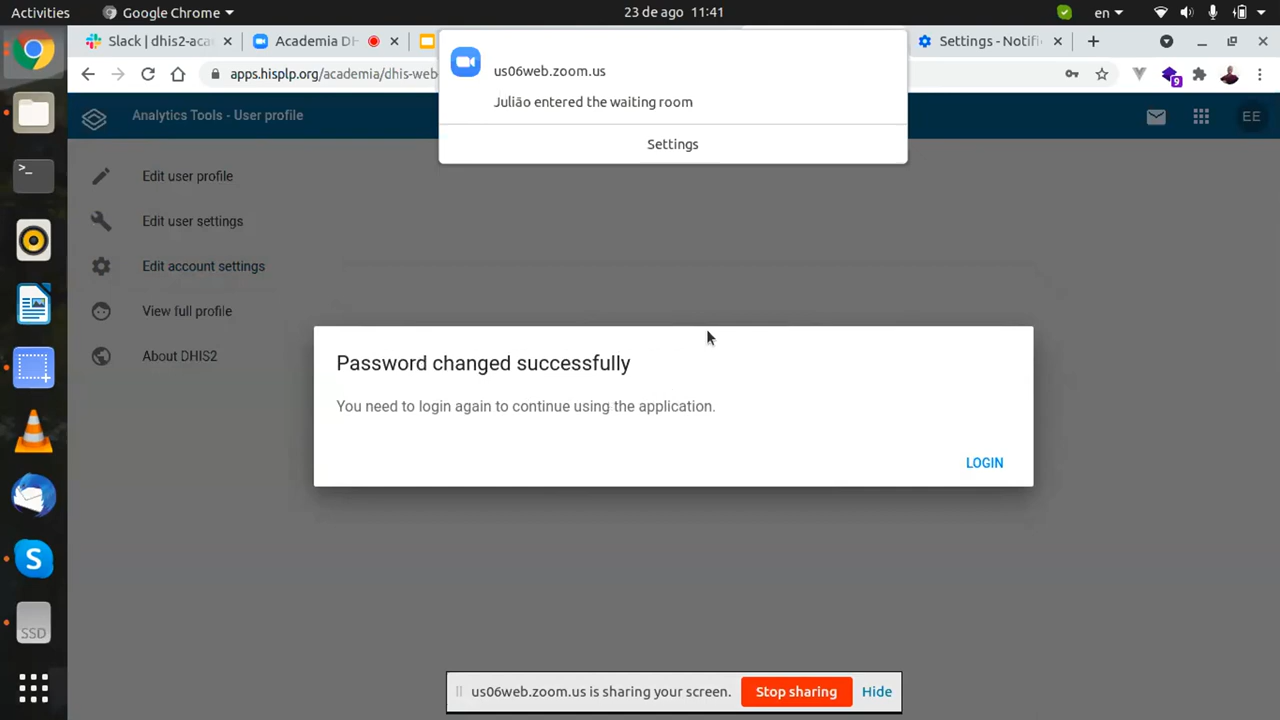 Activities
Google Chrome
23 de ago 11:41
en
Slack | dhis2-aca
Academia DH
Settings - Notifi
apps.hisplp.org/academia/dhis-web
9
us06web.zoom.us
Julião entered the waiting room
Settings
Analytics Tools - User profile
EE
Edit user profile
Edit user settings
Edit account settings
View full profile
About DHIS2
Password changed successfully
You need to login again to continue using the application.
LOGIN
SSD
us06web.zoom.us is sharing your screen.
Stop sharing
Hide